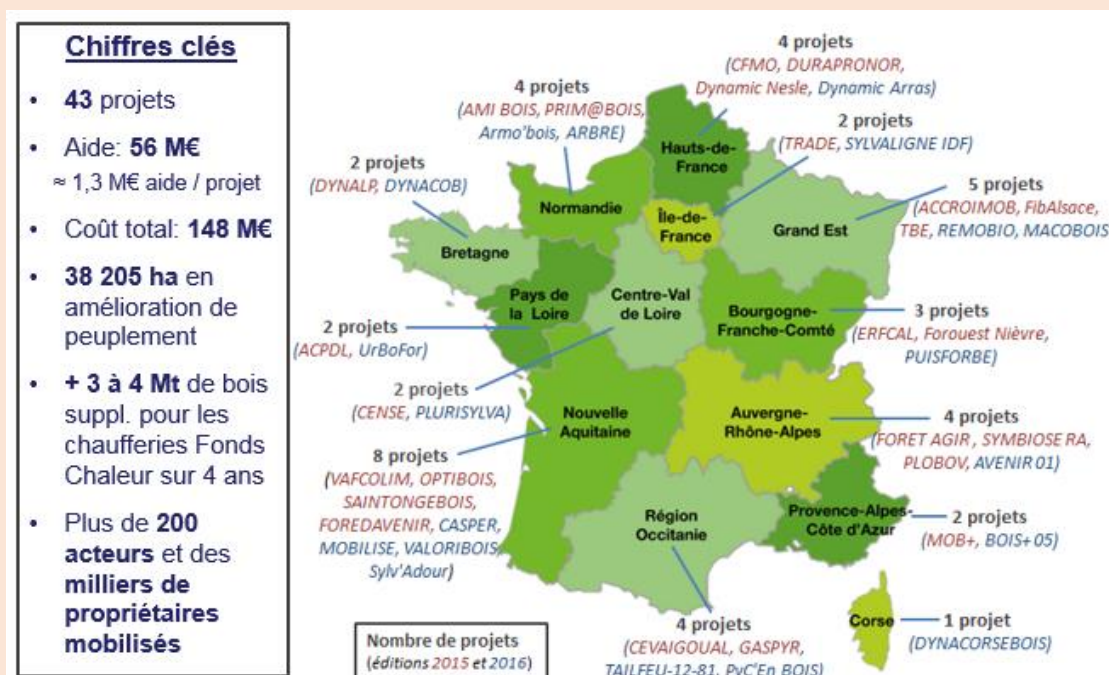 Chiffres clés
• 43 projets
• Aide: 56 M€
≈ 1,3 M€ aide / projet
• Coût total: 148 M€
• 38 205 ha en
amélioration de
peuplement
• + 3 à 4 Mt de bois
suppl. pour les
chaufferies Fonds
Chaleur sur 4 ans
• Plus de 200
acteurs et des
milliers de
propriétaires
mobilisés
4 projets
(CFMO, DURAPRONOR,
Dynamic Nesle, Dynamic Arras)
4 projets
(AMI BOIS, PRIM@BOIS,
Armo'bois, ARBRE)
2 projets
(TRADE, SYLVALIGNE IDF)
2 projets
(DYNALP, DYNACOB)
5 projets
(ACCROIMOB, FibAlsace,
TBE, REMOBIO, MACOBOIS
Hauts-de-
France
Normandie
Île-de-
France
Grand Est
Bretagne
Pays de
la Loire
Centre-Val
de Loire
Bourgogne-
Franche-Comté
3 projets
(ERFCAL, Forouest Nièvre,
PUISFORBE)
2 projets
(ACPDL, UrBoFor)
2 projets
(CENSE, PLURISYLVA)
Nouvelle
Aquitaine
Auvergne-
Rhône-Alpes
4 projets
(FORET AGIR , SYMBIOSE RA,
PLOBOV, AVENIR 01)
8 projets
(VAFCOLIM, OPTIBOIS,
SAINTONGEBOIS,
FOREDAVENIR, CASPER,
MOBILISE, VALORIBOIS,
Sylv'Adour)
Région
Occitanie
Provence-Alpes-
Côte d'Azur
2 projets
(MOB+, BOIS+ 05)
4 projets
(CEVAIGOUAL, GASPYR,
TAILFEU-12-81, PyC'En BOIS)
Corse
1 projet
(DYNACORSEBOIS)
Nombre de projets
(éditions 2015 et 2016)